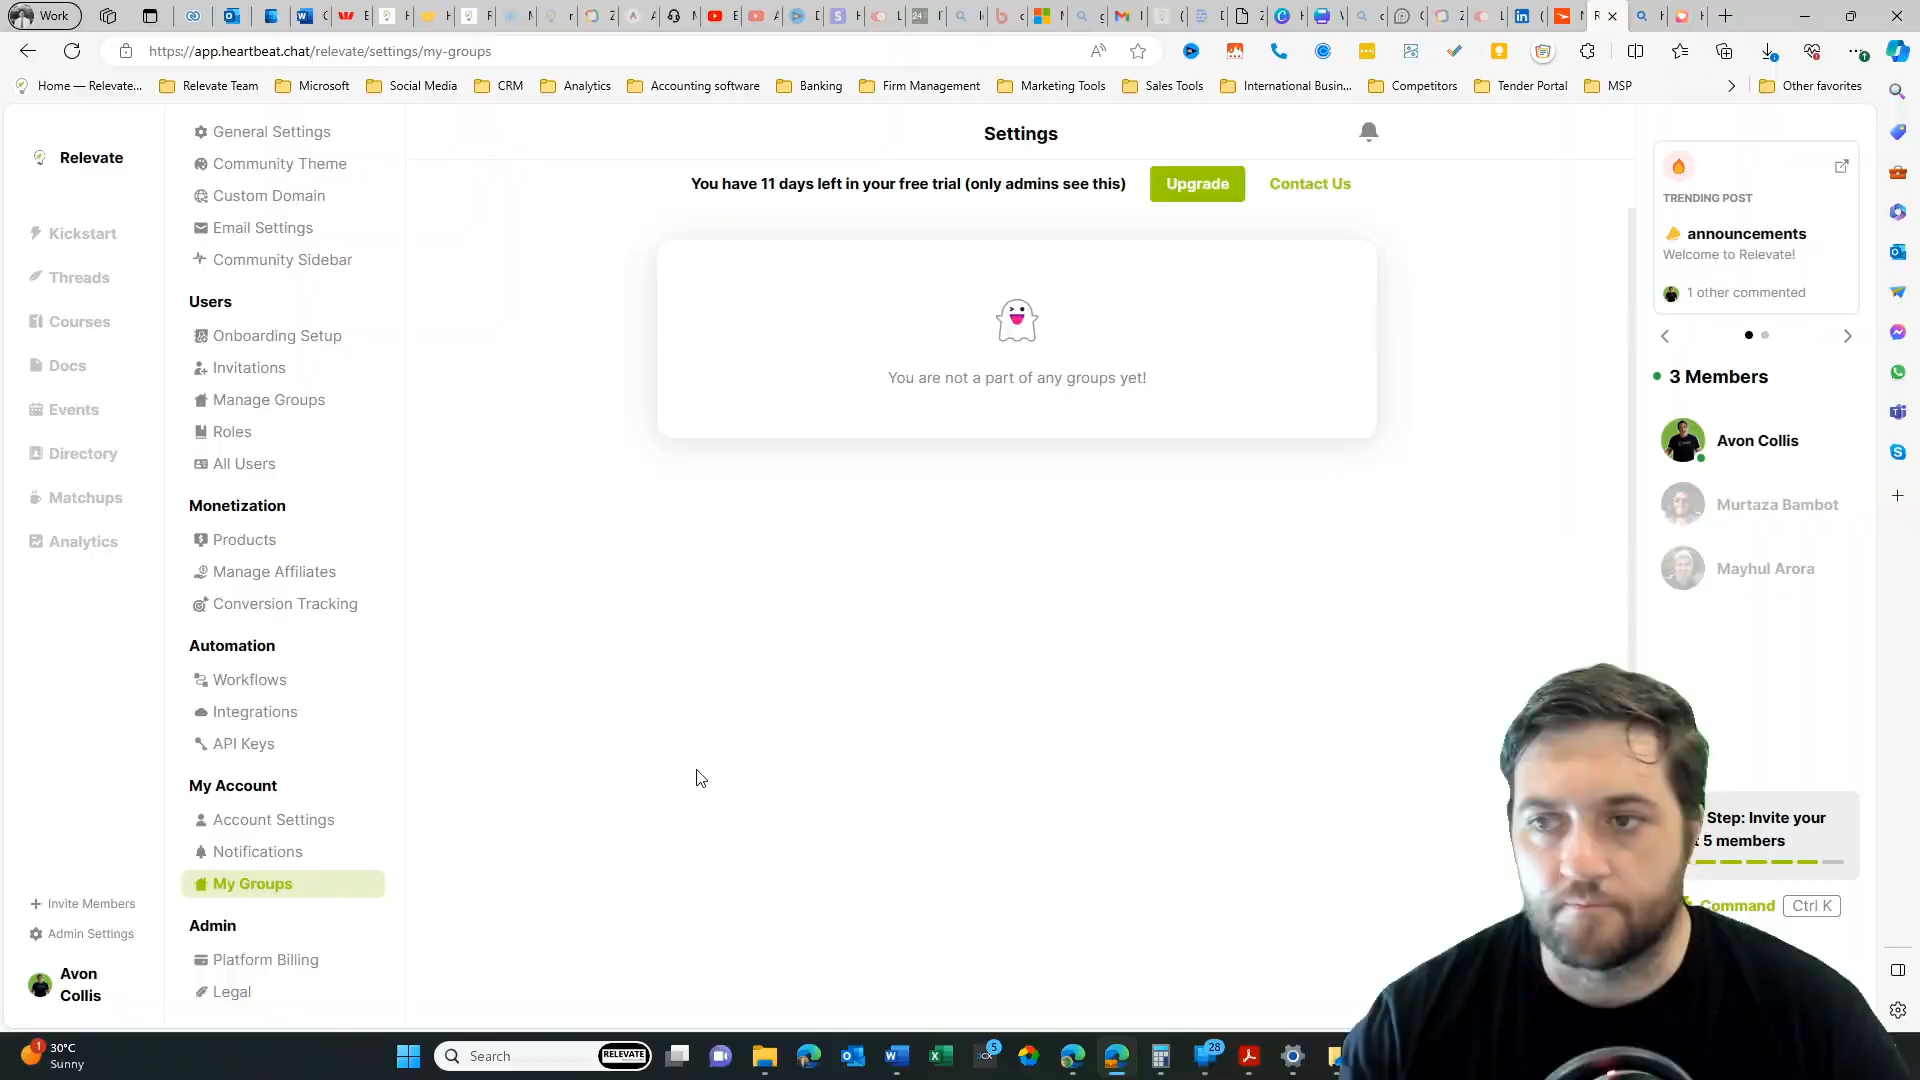 Work
https://app.heartbeat.chat/relevate/settings/my-groups
Home — Relevate...
Relevate Team
Microsoft
Social Media
CRM
Analytics
Accounting software
Banking
Firm Management
Marketing Tools
Sales Tools
International Busin...
Competitors
Tender Portal
MSP
Other favorites
Relevate
Kickstart
Threads
Courses
Docs
Events
Directory
Matchups
Analytics
Invite Members
Admin Settings
Avon
Collis
General Settings
Community Theme
Custom Domain
Email Settings
Community Sidebar
Users
Onboarding Setup
Invitations
Manage Groups
Roles
All Users
Monetization
Products
Manage Affiliates
Conversion Tracking
Automation
Workflows
Integrations
API Keys
My Account
Account Settings
Notifications
My Groups
Admin
Platform Billing
Legal
Settings
You have 11 days left in your free trial (only admins see this)
Upgrade
Contact Us
You are not a part of any groups yet!
TRENDING POST
announcements
Welcome to Relevate!
1 other commented
3 Members
Avon Collis
Murtaza Bambot
Mayhul Arora
Step: Invite your
5 members
Command
Ctrl K
1
30°C
Sunny
Search
RELEVATE
5
28